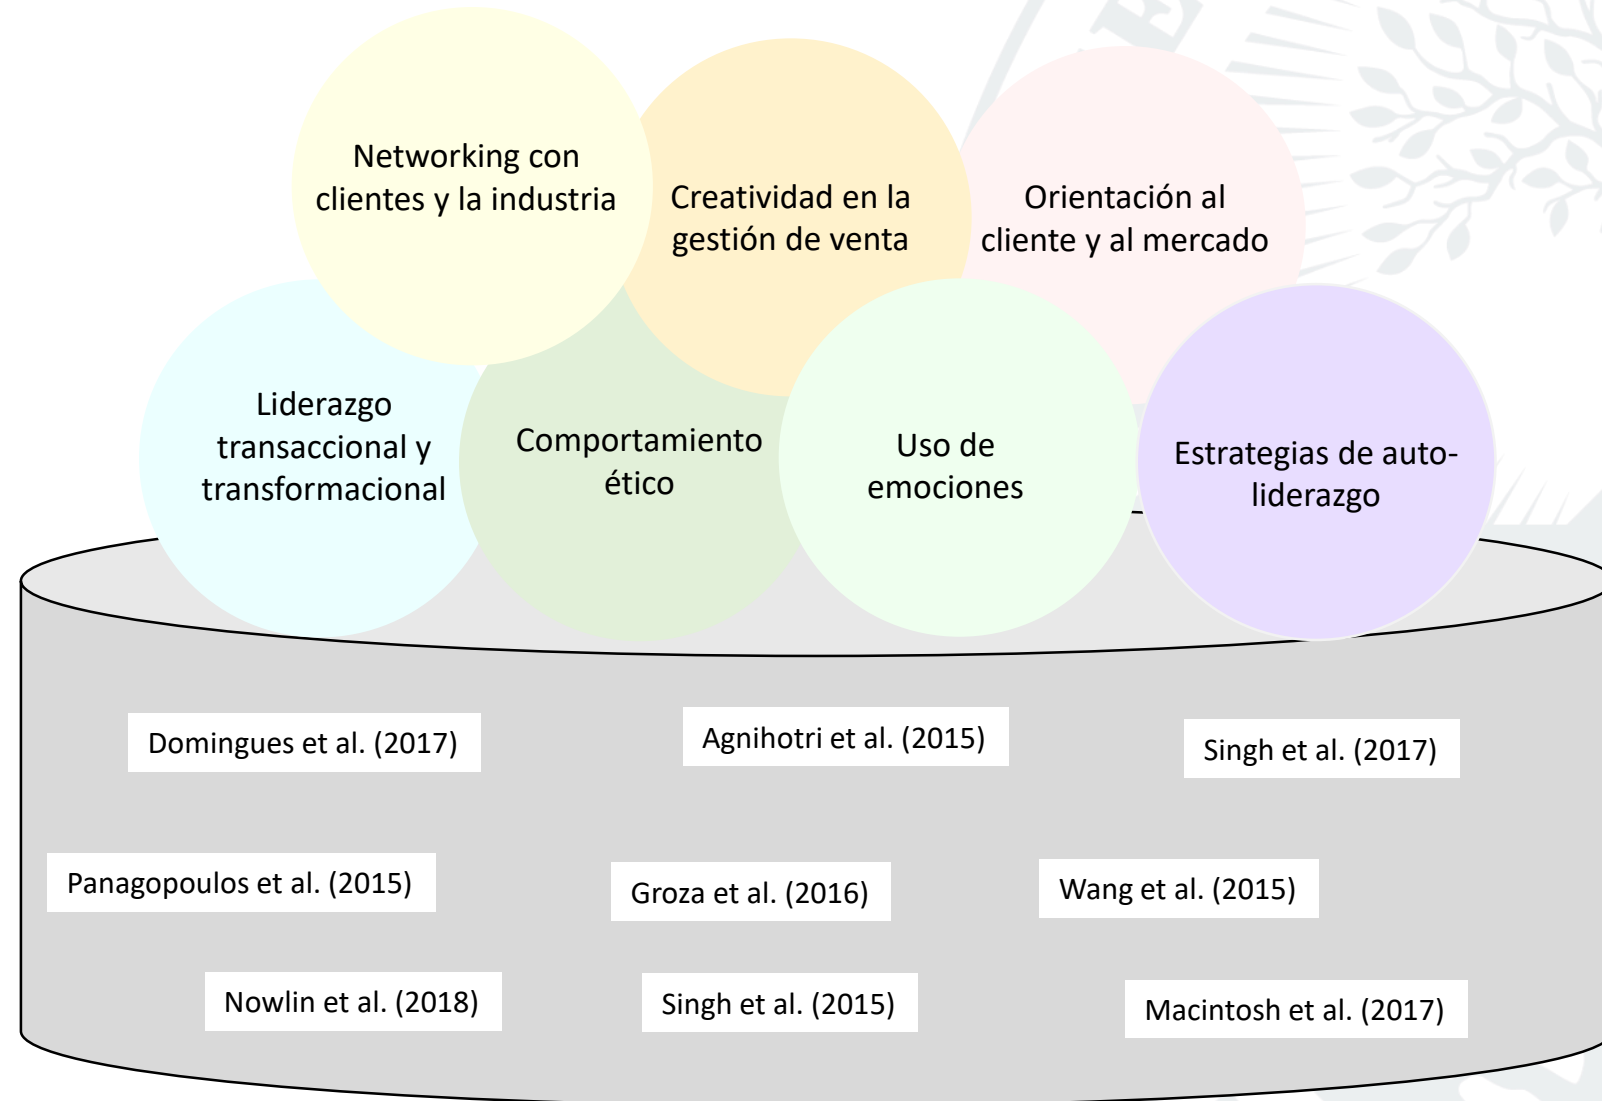 Networking con
clientes y la industria
Creatividad en la
gestión de venta
Orientación al
cliente y al mercado
Liderazgo
transaccional y
transformacional
Comportamiento
ético
Uso de
emociones
Estrategias de auto-
liderazgo
Domingues et al. (2017)
Agnihotri et al. (2015)
Singh et al. (2017)
Panagopoulos et al. (2015)
Groza et al. (2016)
Wang et al. (2015)
Nowlin et al. (2018)
Singh et al. (2015)
Macintosh et al. (2017)